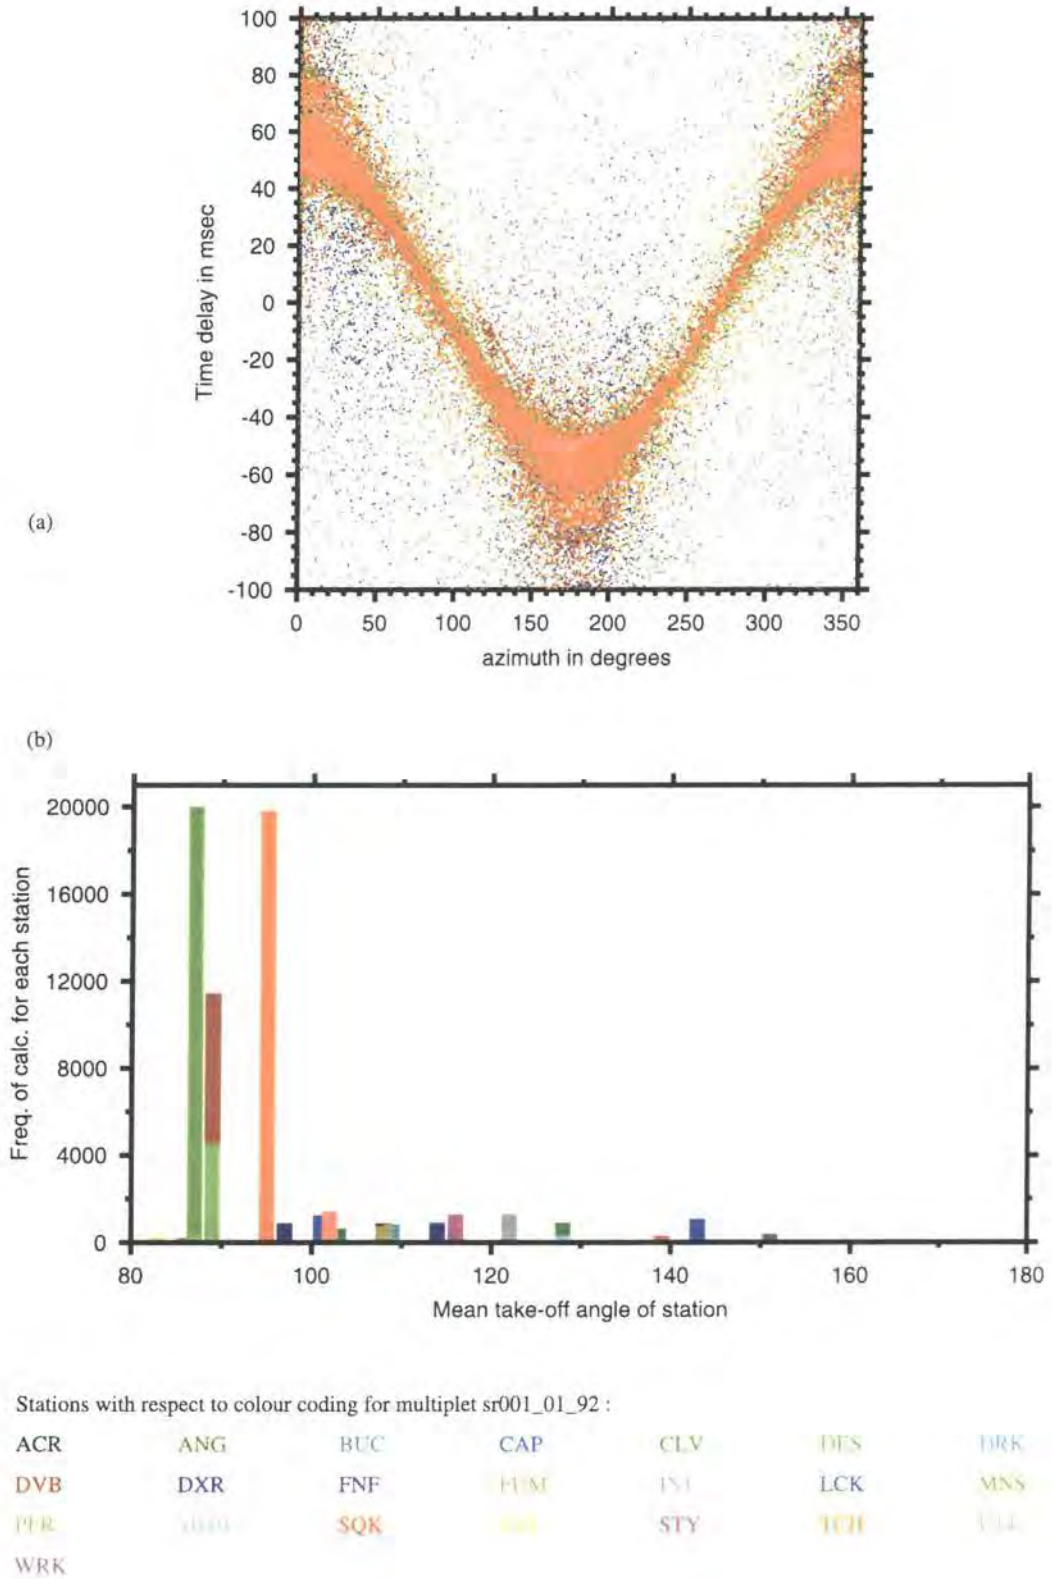 100
80
60
40
20
0
-20
-40
-60
-80
-100
Time delay in msec
0 50 100 150 200 250 300 350
azimuth in degrees
(a)
(b)
20000
16000
12000
8000
4000
0
Freq. of calc. for each station
80 100 120 140 160 180
Mean take-off angle of station
Stations with respect to colour coding for multiplet sr001_01_92 :
ACR ANG BUC CAP CLV DES DRK
DVB DXR FNF FUM INT LCK MNS
PER SQK STY TCH
WRK